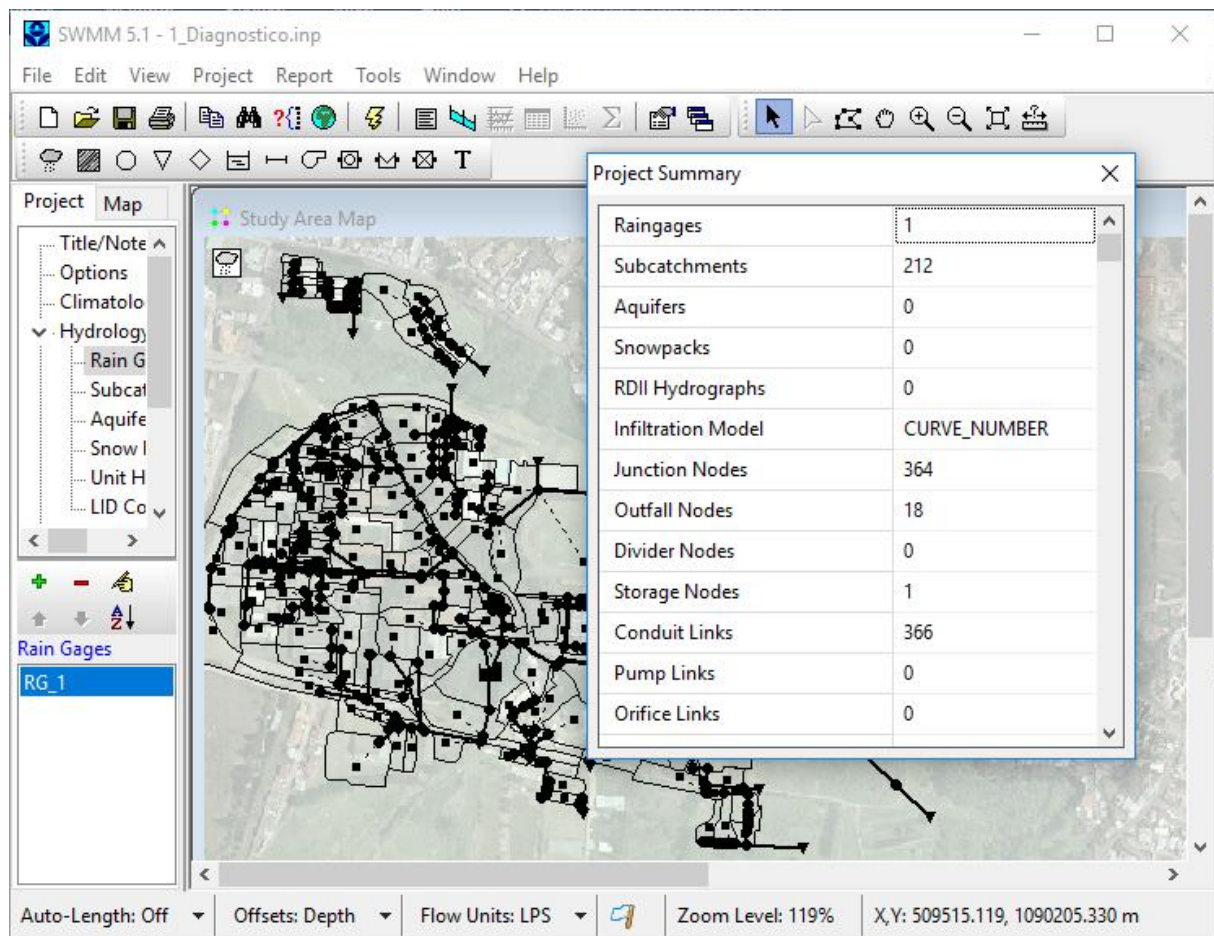 SWMM 5.1 - 1_Diagnostico.inp
File Edit View Project Report Tools Window Help
T
Project Map
Study Area Map
Title/Note
Options
Climatolo
Hydrology
Rain G
Subcat
Aquife
Snow
Unit H
LID Co
Rain Gages
RG_1
Project Summary
Raingages 1
Subcatchments 212
Aquifers 0
Snowpacks 0
RDII Hydrographs 0
Infiltration Model CURVE_NUMBER
Junction Nodes 364
Outfall Nodes 18
Divider Nodes 0
Storage Nodes 1
Conduit Links 366
Pump Links 0
Orifice Links 0
Auto-Length: Off Offsets: Depth Flow Units: LPS Zoom Level: 119% X,Y: 509515.119, 1090205.330 m